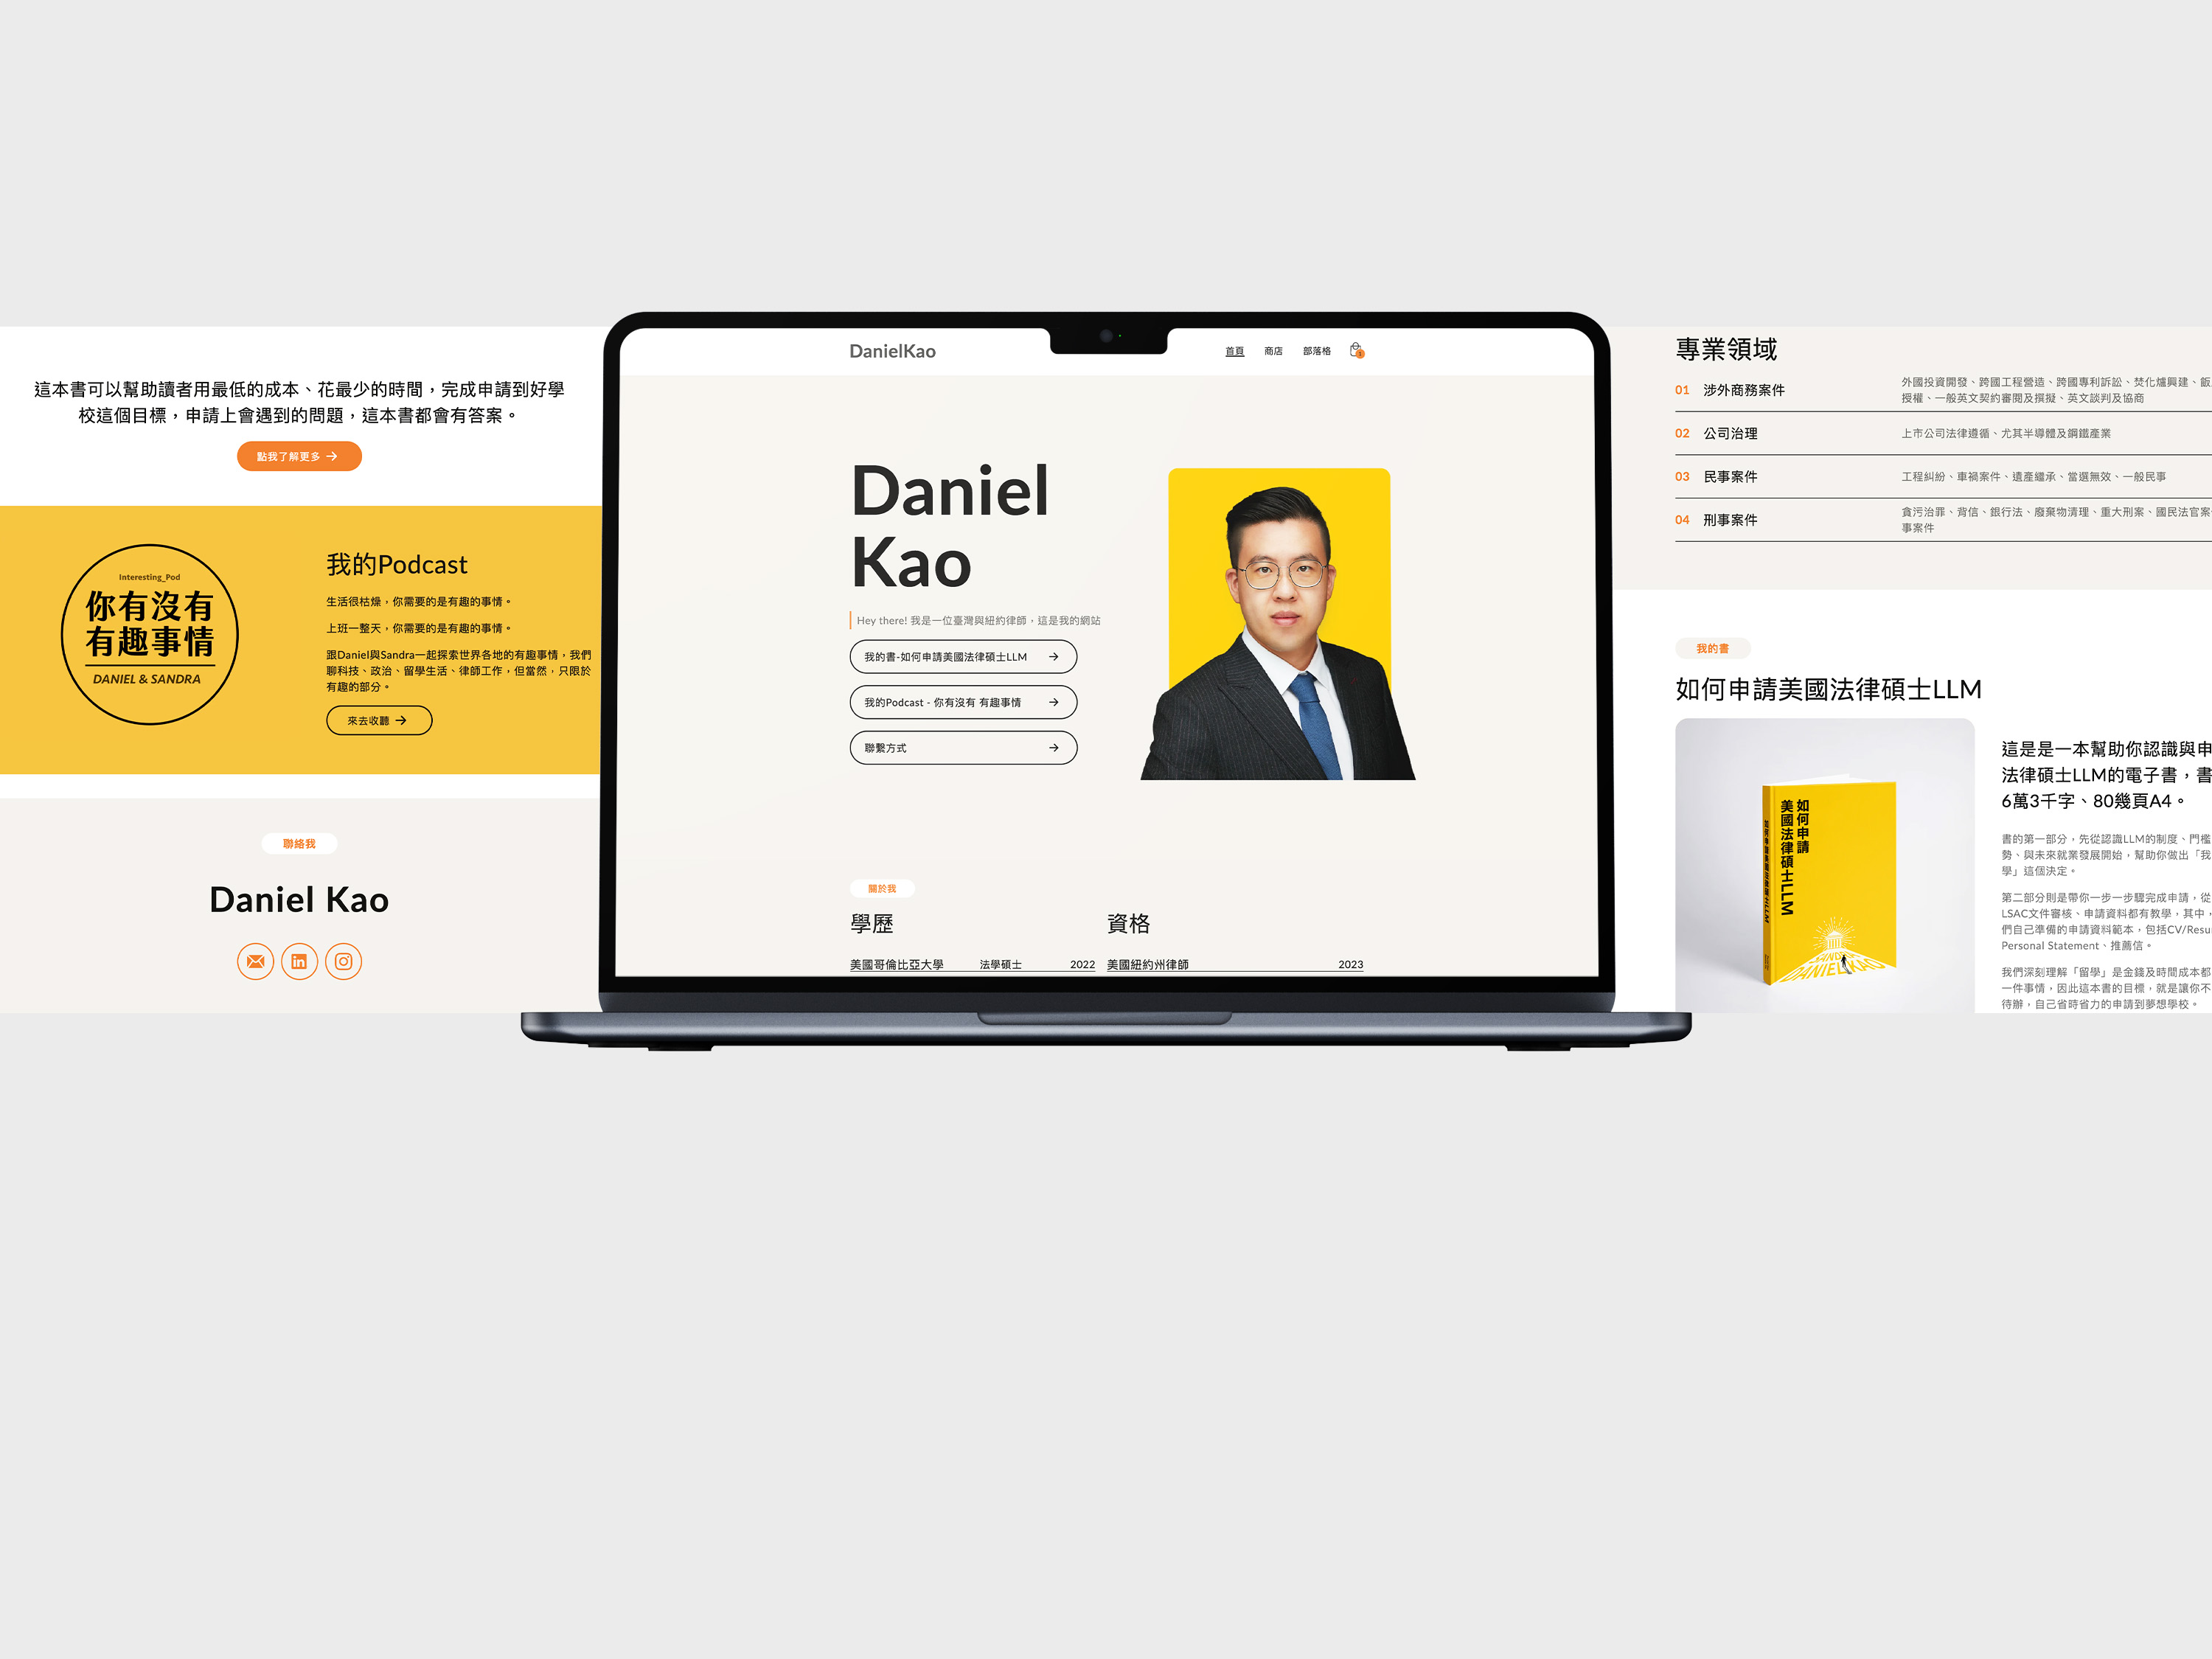 這本書可以幫助讀者用最低的成本、花最少的時間，完成申請到好學
校這個目標，申請上會遇到的問題，這本書都會有答案。
點我了解更多
Interesting_Pod
你有沒有
有趣事情
DANIEL & SANDRA
我的Podcast
生活很枯燥，你需要的是有趣的事情。
上班一整天，你需要的是有趣的事情。
跟Daniel與Sandra一起探索世界各地的有趣事情，我們
聊科技、政治、留學生活、律師工作，但當然，只限於
有趣的部分。
來去收聽
聯絡我
Daniel Kao
in
DanielKao
首頁
商店
部落格
1
Daniel
Kao
Hey there! 我是一位臺灣與紐約律師，這是我的網站
我的書-如何申請美國法律碩士LLM
我的Podcast - 你有沒有 有趣事情
聯繫方式
關於我
學歷
美國哥倫比亞大學 法學碩士 2022
資格
美國紐約州律師 2023
專業領域
01 涉外商務案件
外國投資開發、跨國工程營造、跨國專利訴訟、焚化爐興建、飯
授權、一般英文契約審閱及撰擬、英文談判及協商
02 公司治理
上市公司法律遵循、尤其半導體及鋼鐵產業
03 民事案件
工程糾紛、車禍案件、遺產繼承、當選無效、一般民事
04 刑事案件
貪污治罪、背信、銀行法、廢棄物清理、重大刑案、國民法官案
事案件
我的書
如何申請美國法律碩士LLM
如何申請
美國法律碩士LLM
如何申請美國法律碩士LLM
SANDRA
DANIEL KAO
這是是一本幫助你認識與申
法律碩士LLM的電子書，書
6萬3千字、80幾頁A4。
書的第一部分，先從認識LLM的制度、門檻
勢、與未來就業發展開始，幫助你做出「我
學」這個決定。
第二部分則是帶你一步一步驟完成申請，從
LSAC文件審核、申請資料都有教學，其中，
們自己準備的申請資料範本，包括CV/Resu
Personal Statement、推薦信。
我們深刻理解「留學」是金錢及時間成本都
一件事情，因此這本書的目標，就是讓你不
待辦，自己省時省力的申請到夢想學校。